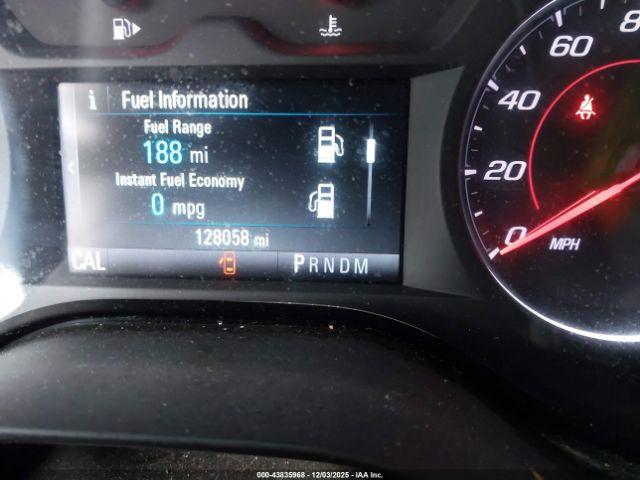 80
60
40
20
0
MPH
i Fuel Information
Fuel Range
188 mi
Instant Fuel Economy
0 mpg
128058 mi
CAL PRNDM
000-43835968 - 12/03/2025 - IAA Inc.